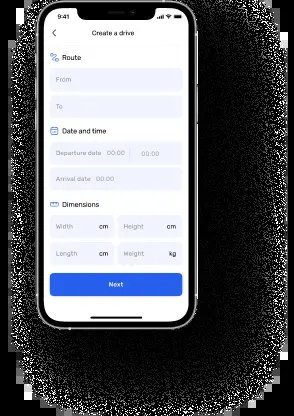 9:41
Create a drive
Route
From
To
Date and time
Departure date 00:00 00:00
Arrival date 00:00
Dimensions
Width cm Height cm
Length cm Weight kg
Next